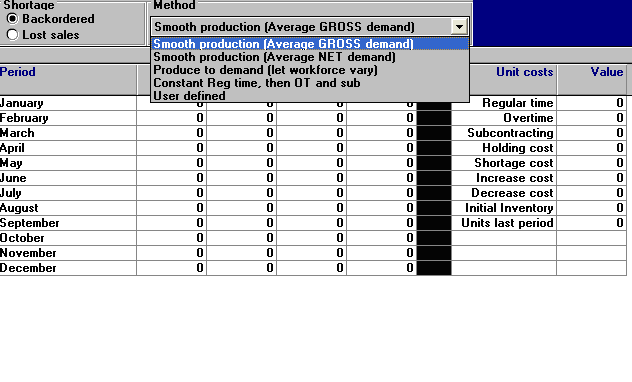 Shortage Method
Backordered
Lost sales
Smooth production (Average GROSS demand)
Smooth production (Average GROSS demand)
Smooth production (Average NET demand)
Produce to demand (let workforce vary)
Constant Reg time, then OT and sub
User defined
Period Unit costs Value
January 0 0 0 0 Regular time 0
February 0 0 0 0 Overtime 0
March 0 0 0 0 Subcontracting 0
April 0 0 0 0 Holding cost 0
May 0 0 0 0 Shortage cost 0
June 0 0 0 0 Increase cost 0
July 0 0 0 0 Decrease cost 0
August 0 0 0 0 Initial Inventory 0
September 0 0 0 0 Units last period 0
October 0 0 0 0
November 0 0 0 0
December 0 0 0 0